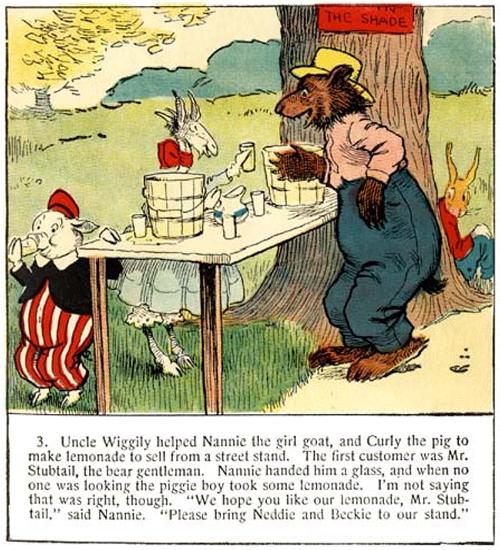 IN
THE SHADE
3. Uncle Wiggily helped Nannie the girl goat, and Curly the pig to
make lemonade to sell from a street stand. The first customer was Mr.
Stubtail, the bear gentleman. Nannie handed him a glass, and when no
one was looking the piggie boy took some lemonade. I'm not saying
that was right, though. "We hope you like our lemonade, Mr. Stub-
tail," said Nannie. "Please bring Neddie and Beckie to our stand."